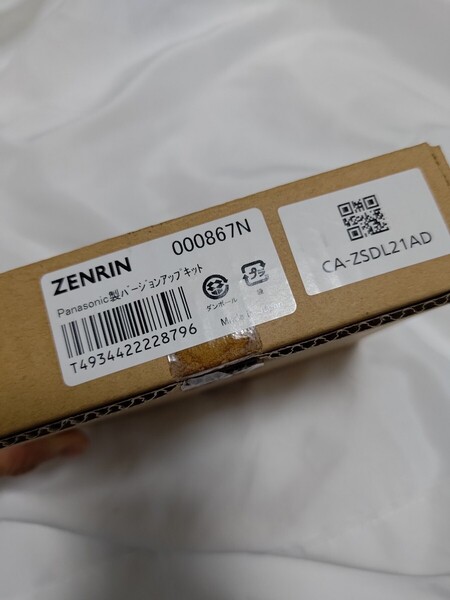 ZENRIN 000867N
Panasonic製バージョンアップキット
T4934422228796
ダンボール
CA-ZSDL21AD